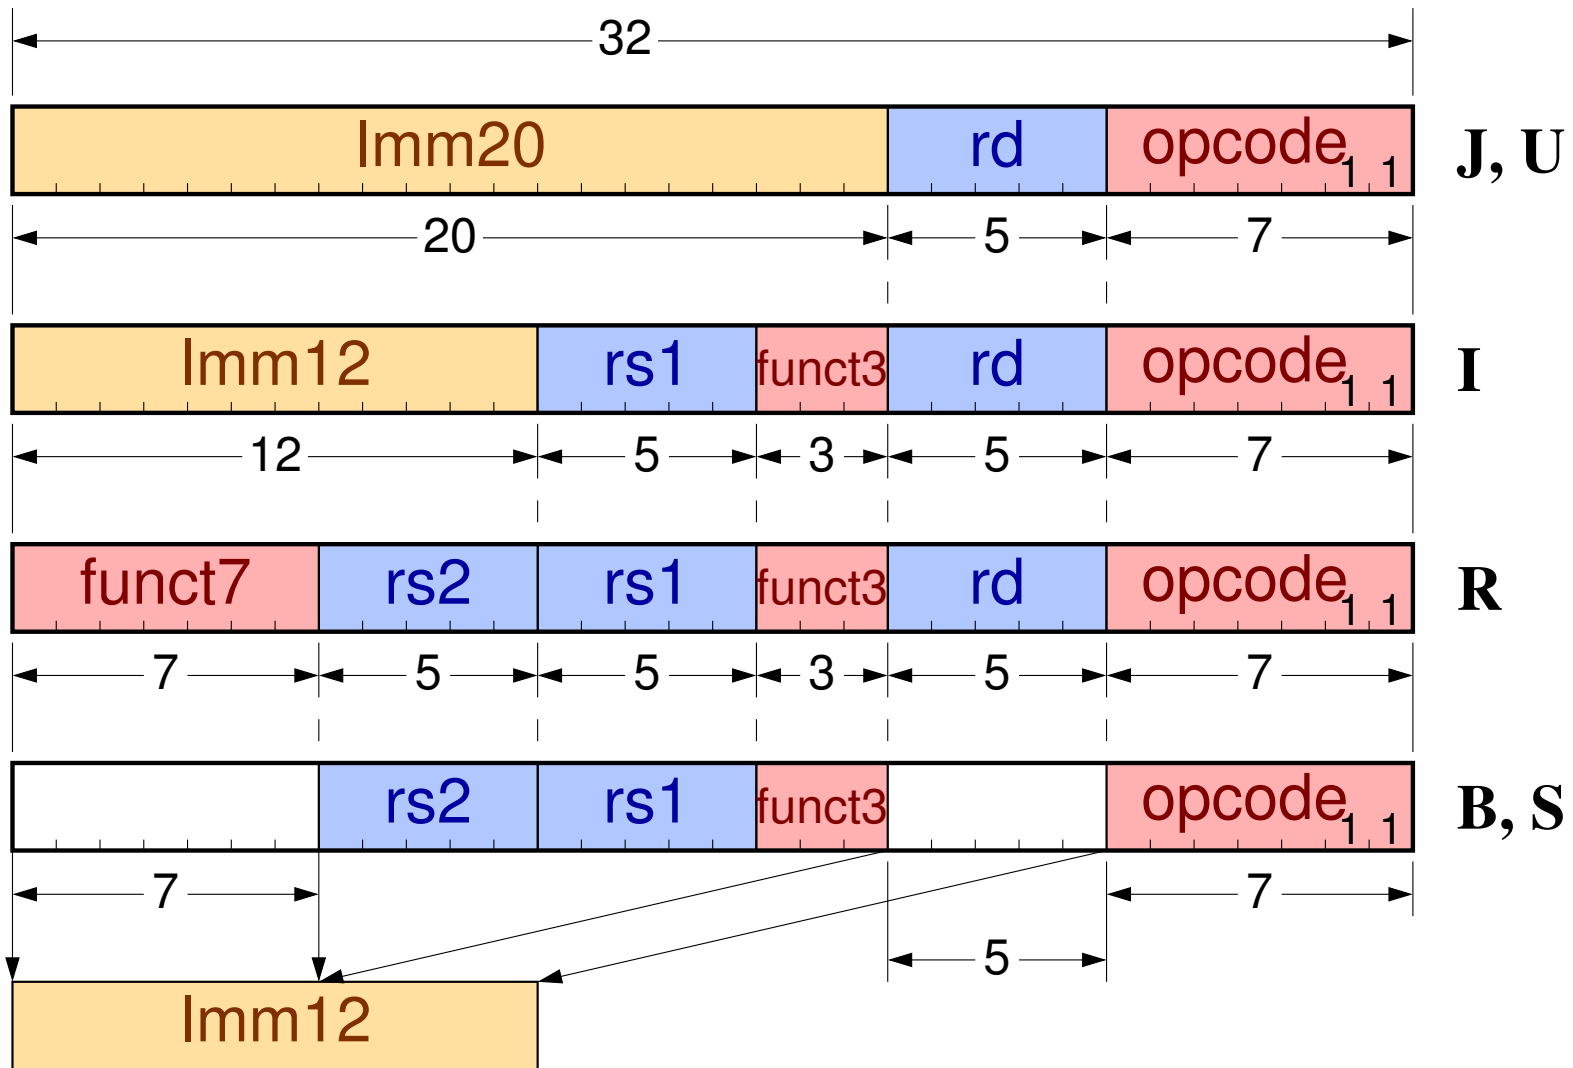 32
Imm20 rd opcode 1 1 J, U
20 5 7
Imm12 rs1 funct3 rd opcode 1 1 I
12 5 3 5 7
funct7 rs2 rs1 funct3 rd opcode 1 1 R
7 5 5 3 5 7
rs2 rs1 funct3 opcode 1 1 B, S
7 7
5
Imm12